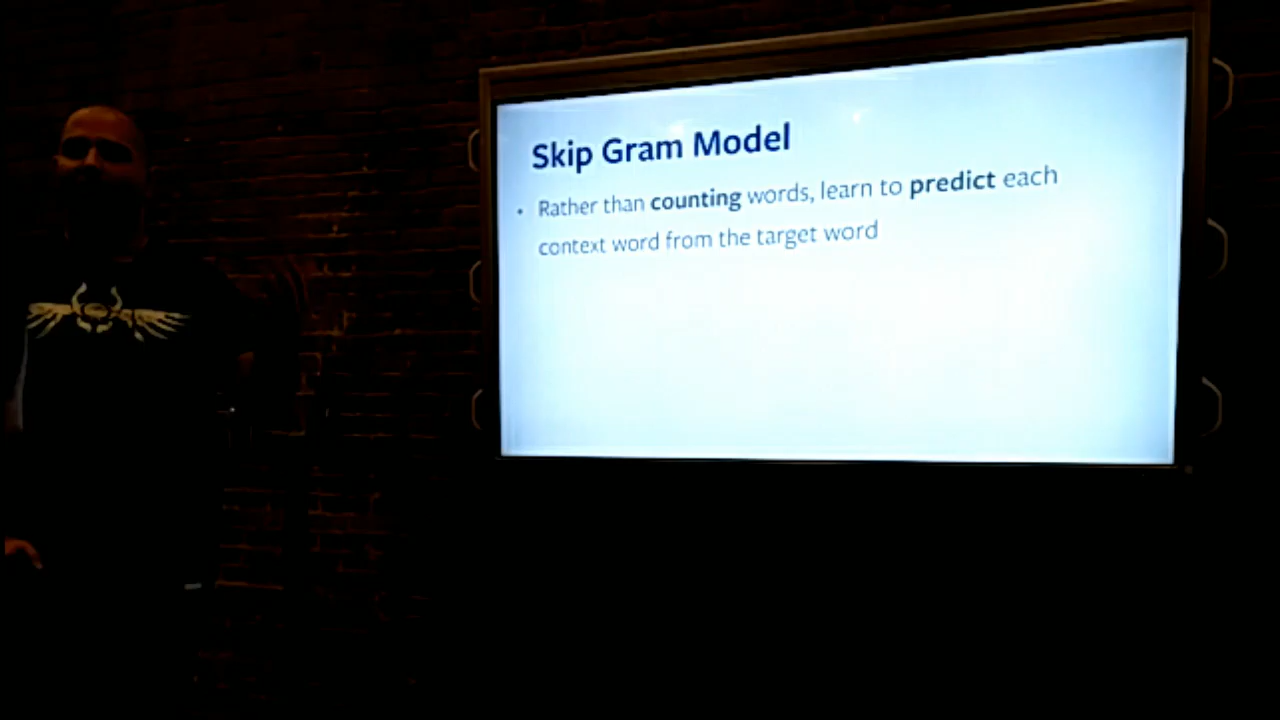 Skip Gram Model
• Rather than counting words, learn to predict each
context word from the target word